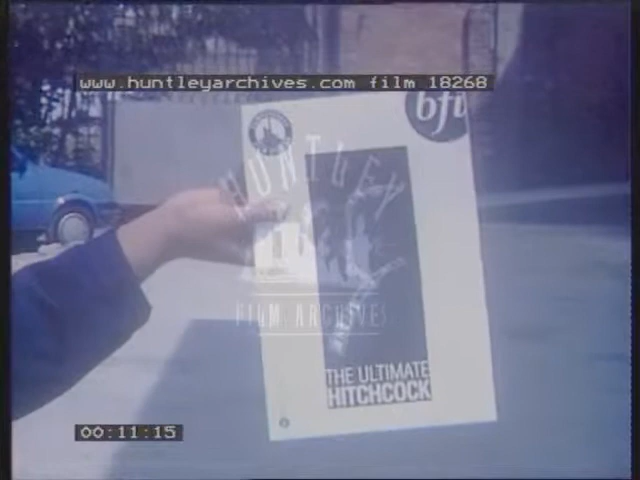 www.huntleyarchives.com film 18268
bfi
HUNTLEY
FILM ARCHIVES
THE ULTIMATE
HITCHCOCK
00:11:15